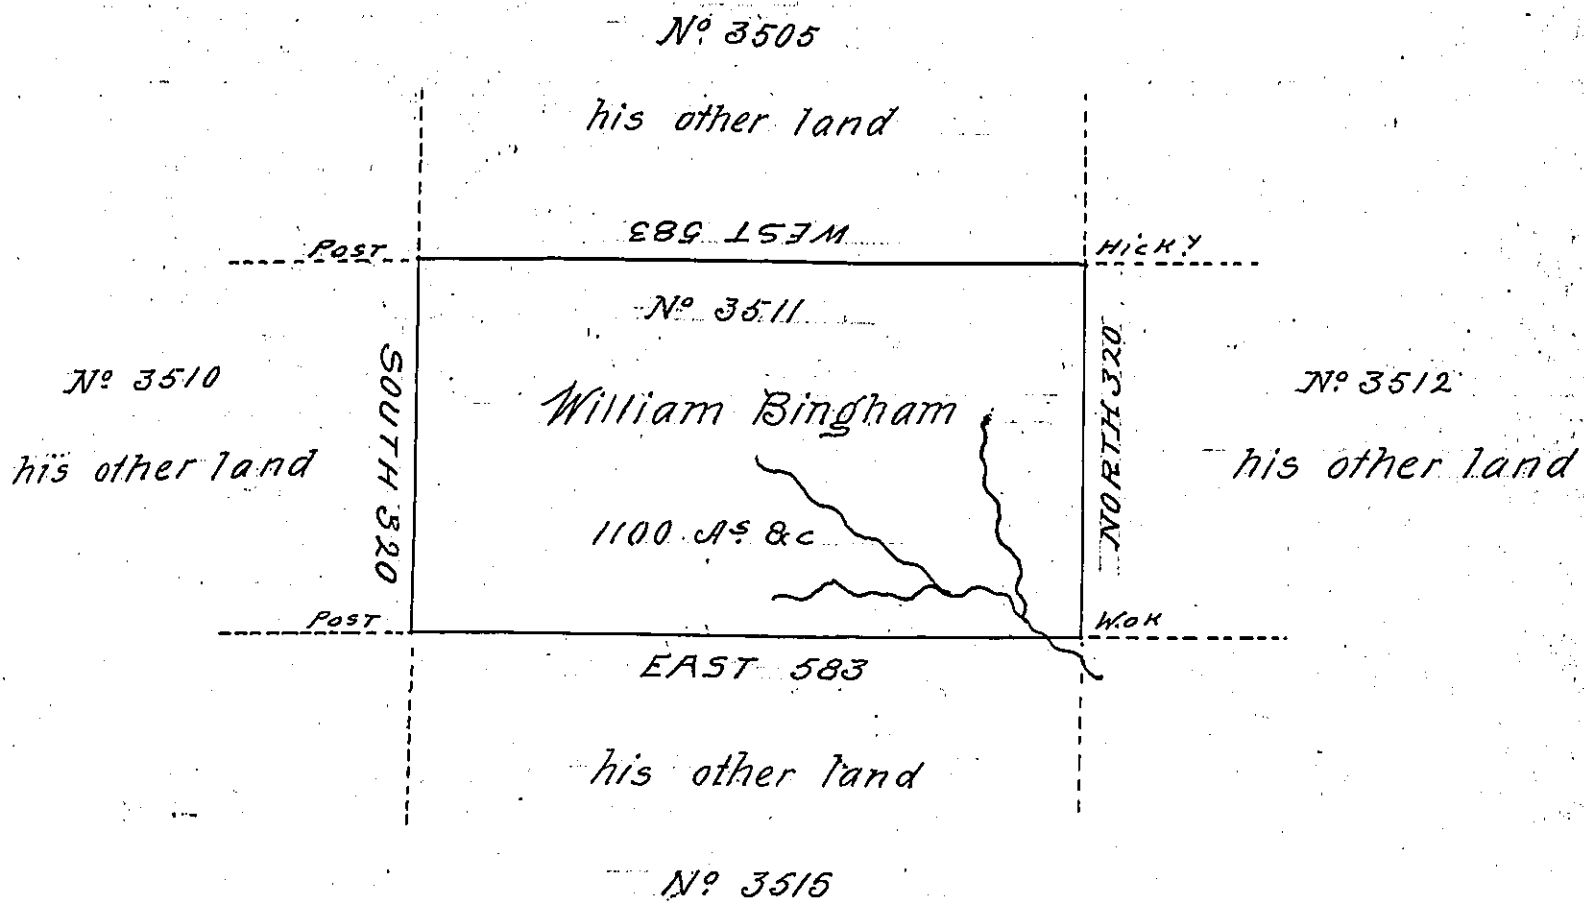 Nº 3505
his other land
WEST 583
POST
HICKY
Nº 3511
Nº 3510
his other land
SOUTH 320
William Bingham
1100 As &c
NORTH 320
Nº 3512
his other land
POST
W.OK
EAST 583
his other land
Nº 3515